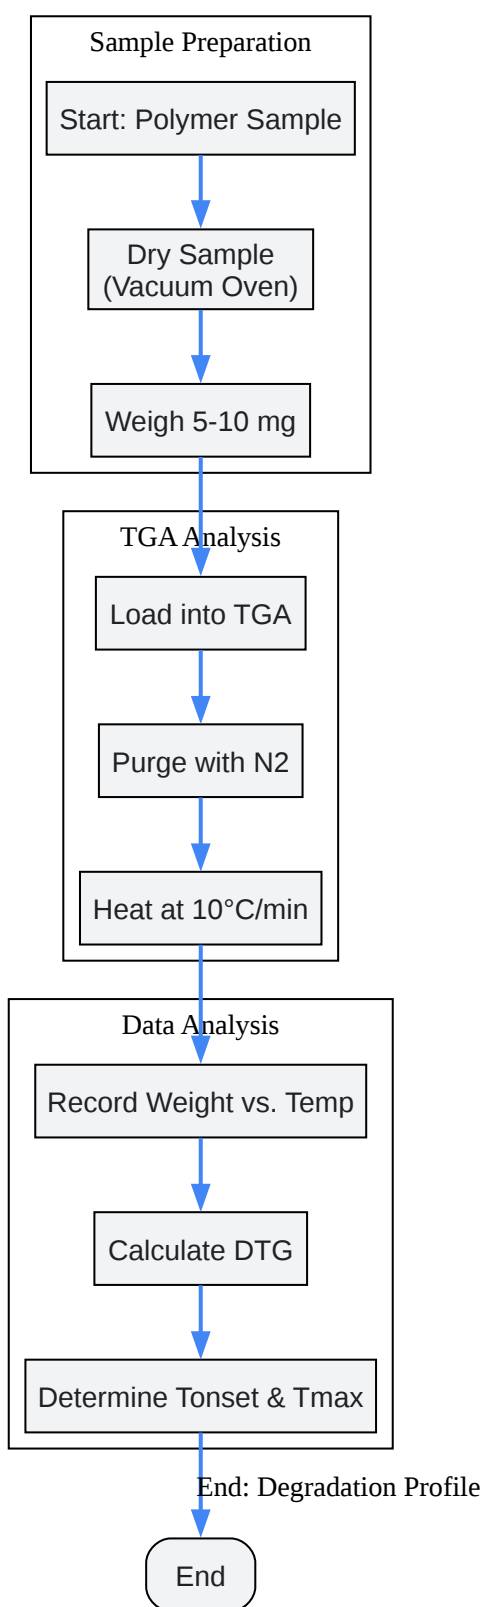 Sample Preparation
Start: Polymer Sample
Dry Sample
(Vacuum Oven)
Weigh 5-10 mg
TGA Analysis
Load into TGA
Purge with N2
Heat at 10°C/min
Data Analysis
Record Weight vs. Temp
Calculate DTG
Determine Tonset & Tmax
End: Degradation Profile
End